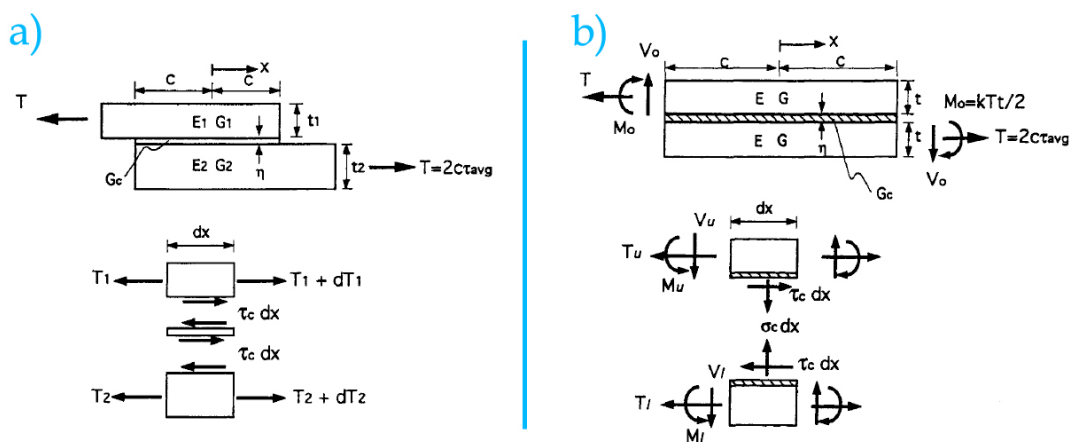 a)
x
c
c
T
E1 G1
t1
E2 G2
η
t2
Gc
T=2cτavg
dx
T1
T1 + dT1
τc dx
τc dx
T2
T2 + dT2
b)
Vo
x
c
c
T
Mo
E G
t
Mo=kTt/2
E G
η
t
T=2cτavg
Vo
Gc
dx
Vu
Tu
Mu
τc dx
σc dx
Vl
τc dx
Tl
Ml